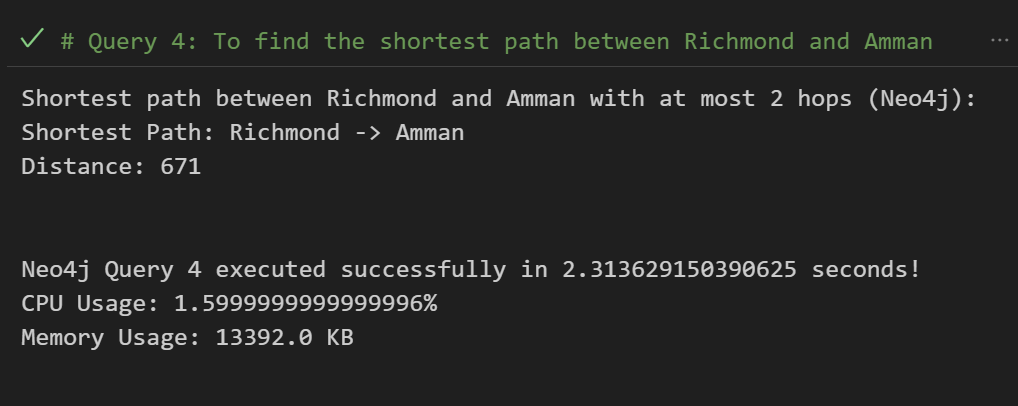 # Query 4: To find the shortest path between Richmond and Amman ...
Shortest path between Richmond and Amman with at most 2 hops (Neo4j):
Shortest Path: Richmond -> Amman
Distance: 671
Neo4j Query 4 executed successfully in 2.313629150390625 seconds!
CPU Usage: 1.5999999999999996%
Memory Usage: 13392.0 KB